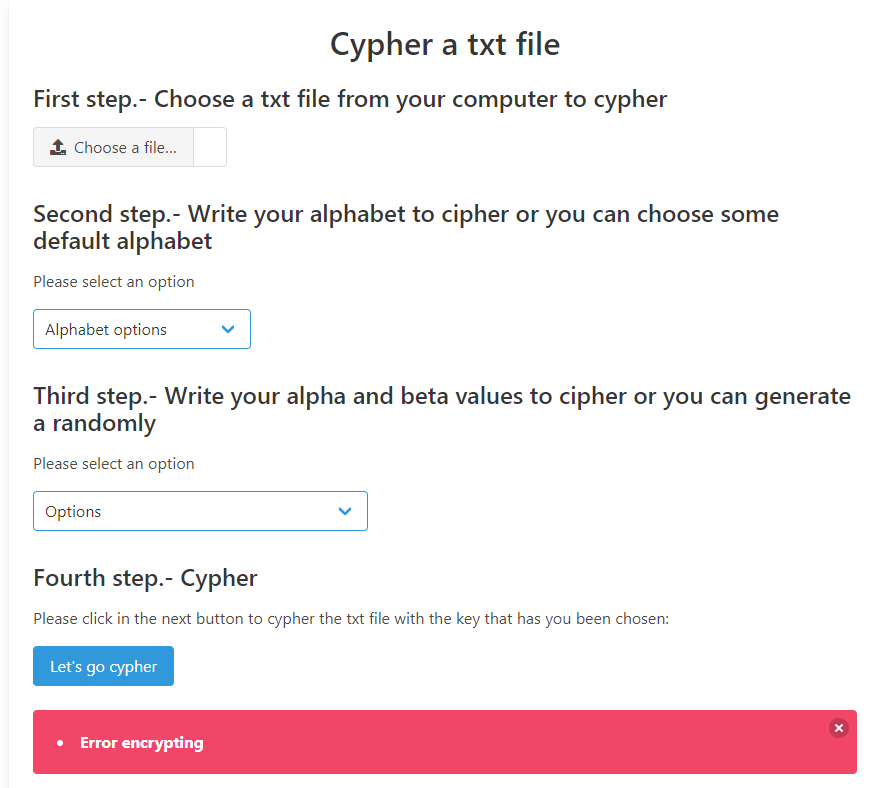 Cypher a txt file
First step.- Choose a txt file from your computer to cypher
Choose a file...
Second step.- Write your alphabet to cipher or you can choose some
default alphabet
Please select an option
Alphabet options
Third step.- Write your alpha and beta values to cipher or you can generate
a randomly
Please select an option
Options
Fourth step.- Cypher
Please click in the next button to cypher the txt file with the key that has you been chosen:
Let's go cypher
Error encrypting